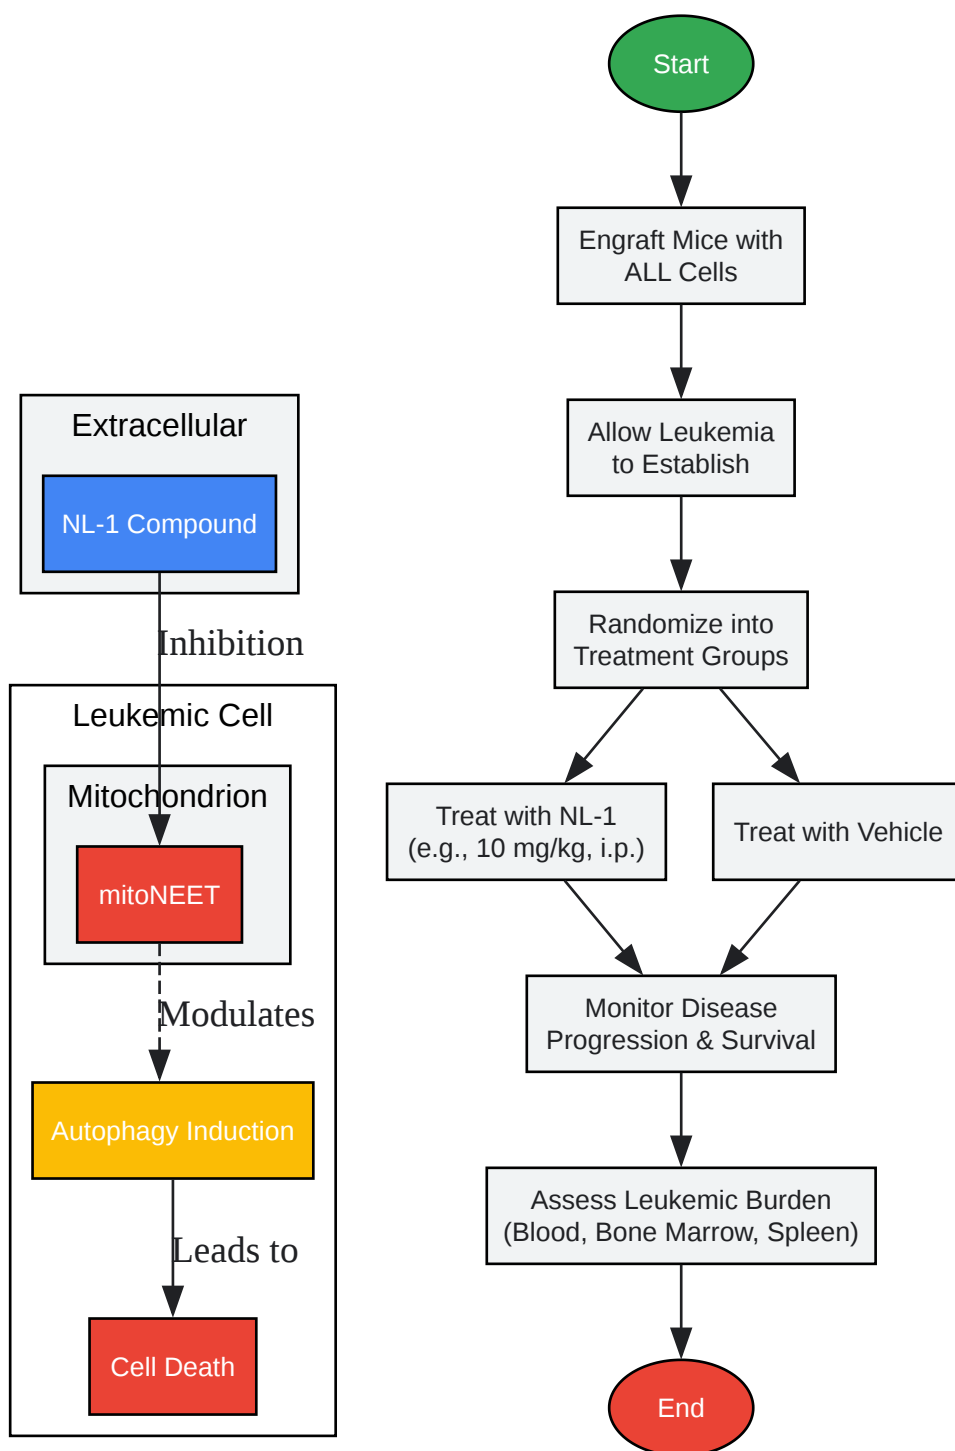 Extracellular
NL-1 Compound
Inhibition
Leukemic Cell
Mitochondrion
mitoNEET
Modulates
Autophagy Induction
Leads to
Cell Death
Start
Engraft Mice with
ALL Cells
Allow Leukemia
to Establish
Randomize into
Treatment Groups
Treat with NL-1
(e.g., 10 mg/kg, i.p.)
Treat with Vehicle
Monitor Disease
Progression & Survival
Assess Leukemic Burden
(Blood, Bone Marrow, Spleen)
End